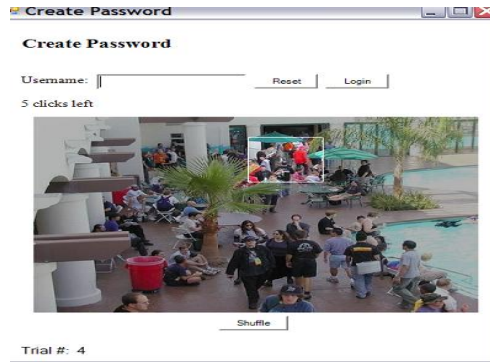 Create Password
Create Password
Username: Reset Login
5 clicks left
Shuffle
Trial #: 4